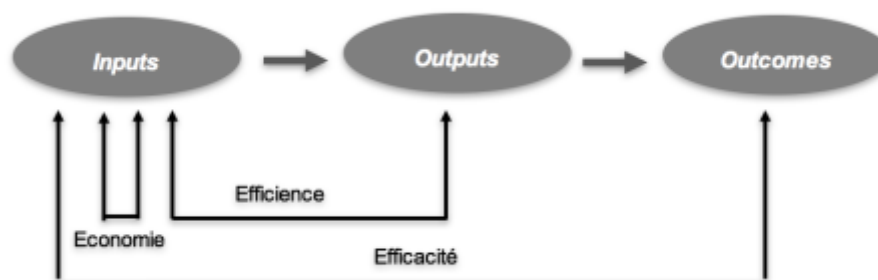 Inputs
Outputs
Outcomes
Efficience
Economie
Efficacité